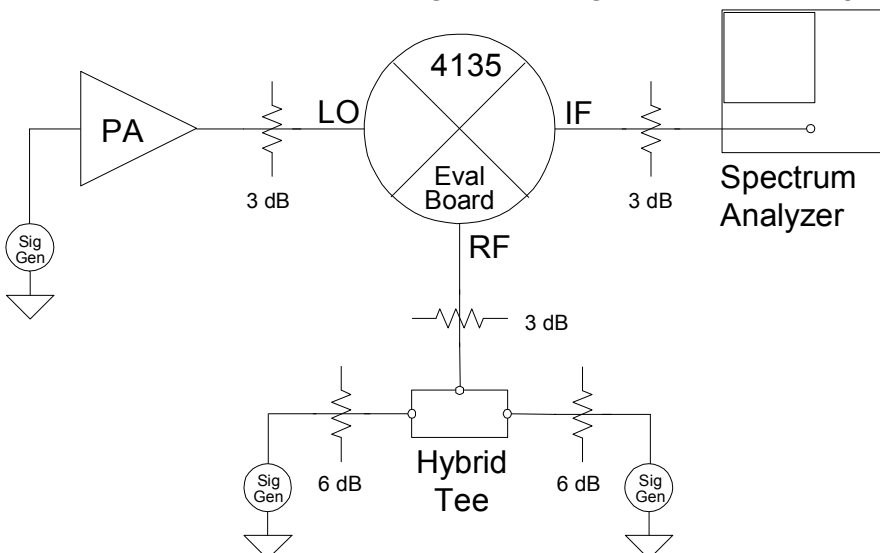 4135
LO
IF
PA
Eval
Board
3 dB
3 dB
Spectrum
Analyzer
Sig
Gen
RF
3 dB
6 dB
Hybrid
Tee
6 dB
Sig
Gen
Sig
Gen